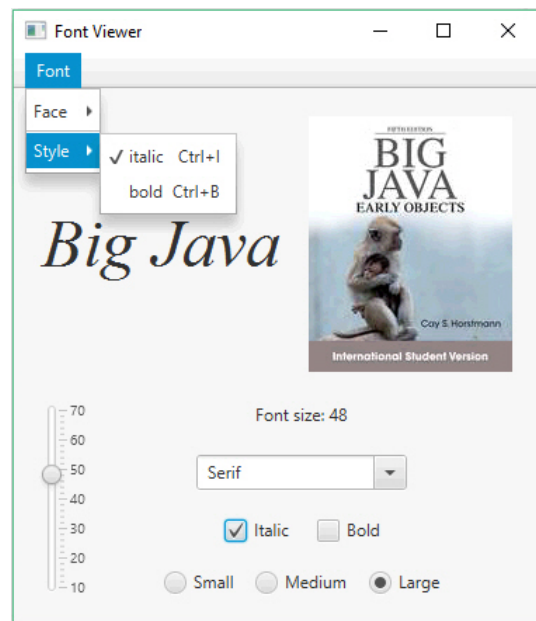 Font Viewer
Font
Face
Style
✓ italic Ctrl+I
bold Ctrl+B
Big Java
FIFTH EDITION
BIG
JAVA
EARLY OBJECTS
Cay S. Horstmann
International Student Version
Font size: 48
70
60
50
40
30
20
10
Serif
Italic Bold
Small Medium Large